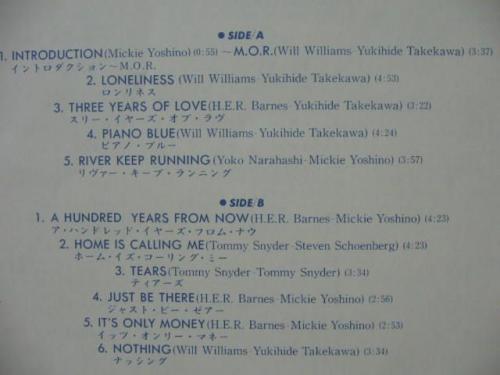 ● SIDE/A
1. INTRODUCTION(Mickie Yoshino) (0:55) ～M.O.R.(Will Williams-Yukihide Takekawa) (3:37)
イントロダクション～M.O.R.
2. LONELINESS (Will Williams-Yukihide Takekawa) (4:53)
ロンリネス
3. THREE YEARS OF LOVE(H.E.R. Barnes-Yukihide Takekawa) (3:22)
スリー・イヤーズ・オブ・ラヴ
4. PIANO BLUE(Will Williams-Yukihide Takekawa) (4:24)
ピアノ・ブルー
5. RIVER KEEP RUNNING(Yoko Narahashi-Mickie Yoshino) (3:57)
リヴァー・キープ・ランニング
● SIDE/B
1. A HUNDRED YEARS FROM NOW(H.E.R. Barnes-Mickie Yoshino) (4:23)
ア・ハンドレッド・イヤーズ・フロム・ナウ
2. HOME IS CALLING ME(Tommy Snyder-Steven Schoenberg) (4:23)
ホーム・イズ・コーリング・ミー
3. TEARS(Tommy Snyder-Tommy Snyder) (3:34)
ティアーズ
4. JUST BE THERE(H.E.R. Barnes-Mickie Yoshino) (2:56)
ジャスト・ビー・ゼアー
5. IT'S ONLY MONEY(H.E.R. Barnes-Mickie Yoshino) (2:53)
イッツ・オンリー・マネー
6. NOTHING(Will Williams-Yukihide Takekawa) (3:34)
ナッシング